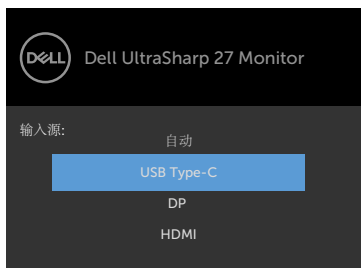 DELL
Dell UltraSharp 27 Monitor
输入源:
自动
USB Type-C
DP
HDMI